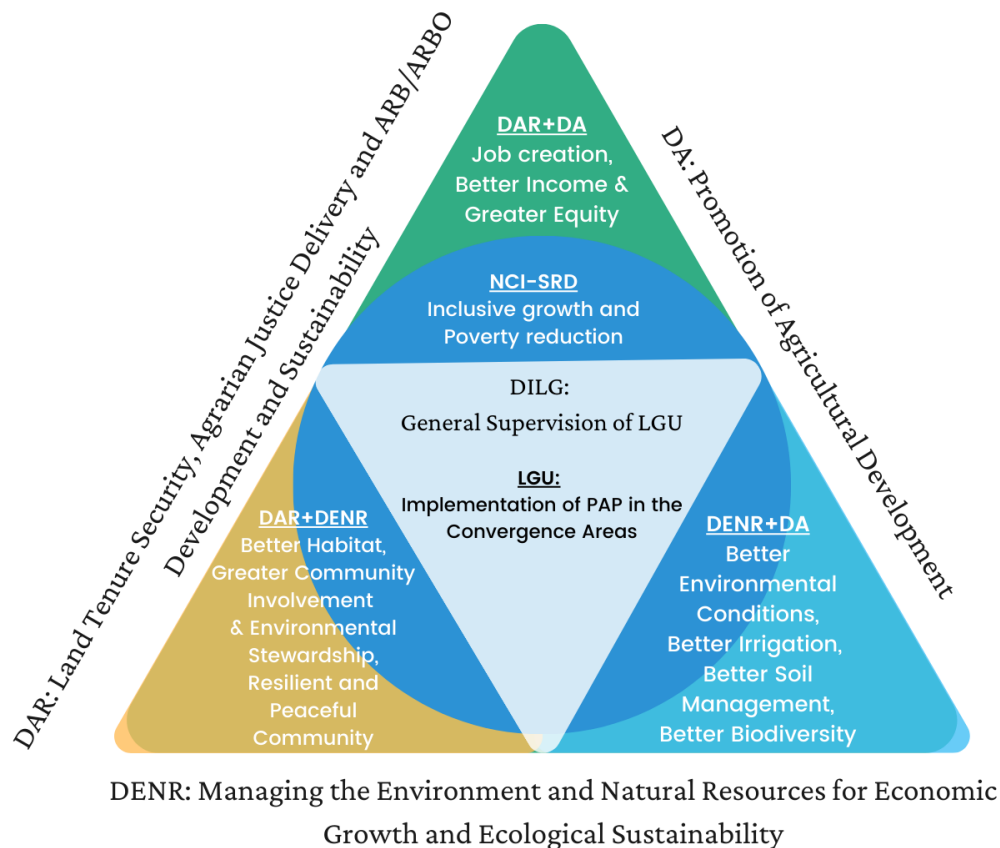 DAR: Land Tenure Security, Agrarian Justice Delivery and ARB/ARBO
Development and Sustainability
DA: Promotion of Agricultural Development
DAR+DA
Job creation,
Better Income &
Greater Equity
NCI-SRD
Inclusive growth and
Poverty reduction
DILG:
General Supervision of LGU
LGU:
Implementation of PAP in the
Convergence Areas
DAR+DENR
Better Habitat,
Greater Community
Involvement
& Environmental
Stewardship,
Resilient and
Peaceful
Community
DENR+DA
Better
Environmental
Conditions,
Better Irrigation,
Better Soil
Management,
Better Biodiversity
DENR: Managing the Environment and Natural Resources for Economic
Growth and Ecological Sustainability